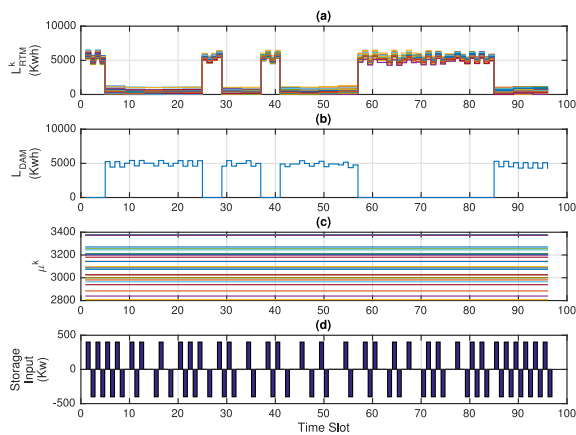 (a)
10000
5000
0
L^k_RTM
(Kwh)
0 10 20 30 40 50 60 70 80 90 100
(b)
10000
5000
0
L_DAM
(Kwh)
0 10 20 30 40 50 60 70 80 90 100
(c)
3400
3200
3000
2800
μ^k
0 10 20 30 40 50 60 70 80 90 100
(d)
500
0
-500
Storage
Input
(Kw)
0 10 20 30 40 50 60 70 80 90 100
Time Slot